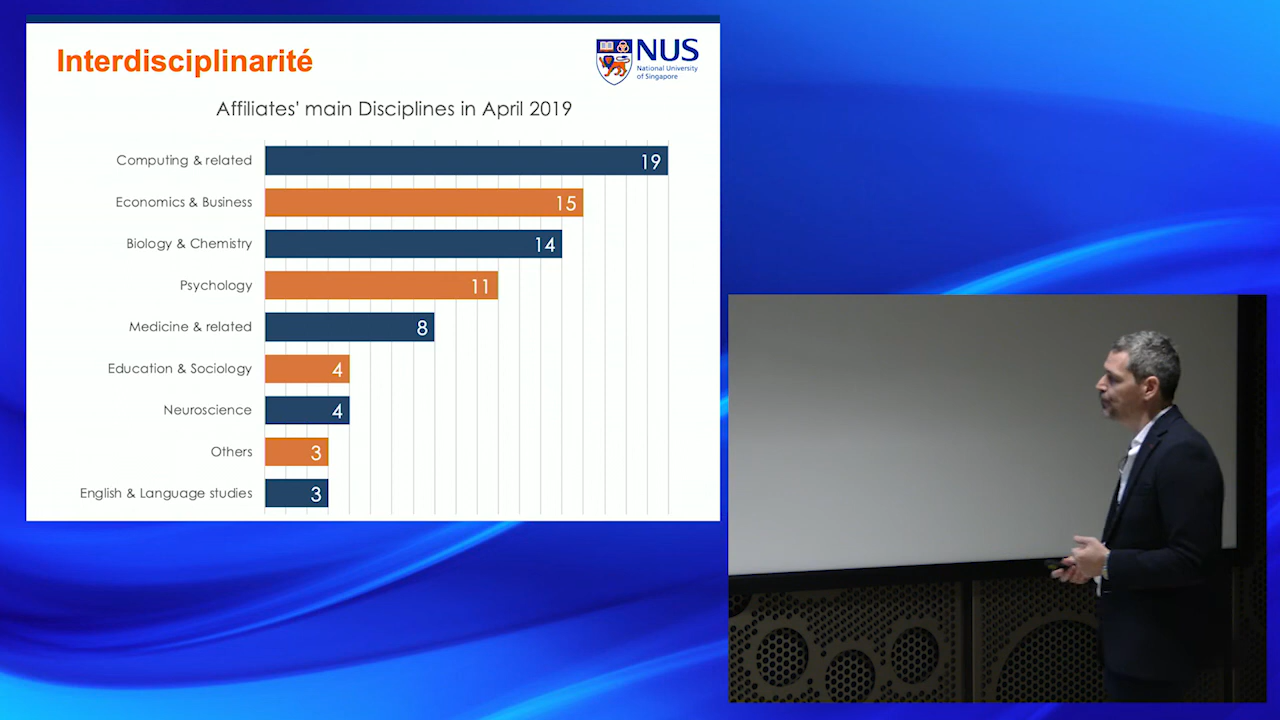 Interdisciplinarité
NUS
National University
of Singapore
Affiliates' main Disciplines in April 2019
Computing & related 19
Economics & Business 15
Biology & Chemistry 14
Psychology 11
Medicine & related 8
Education & Sociology 4
Neuroscience 4
Others 3
English & Language studies 3